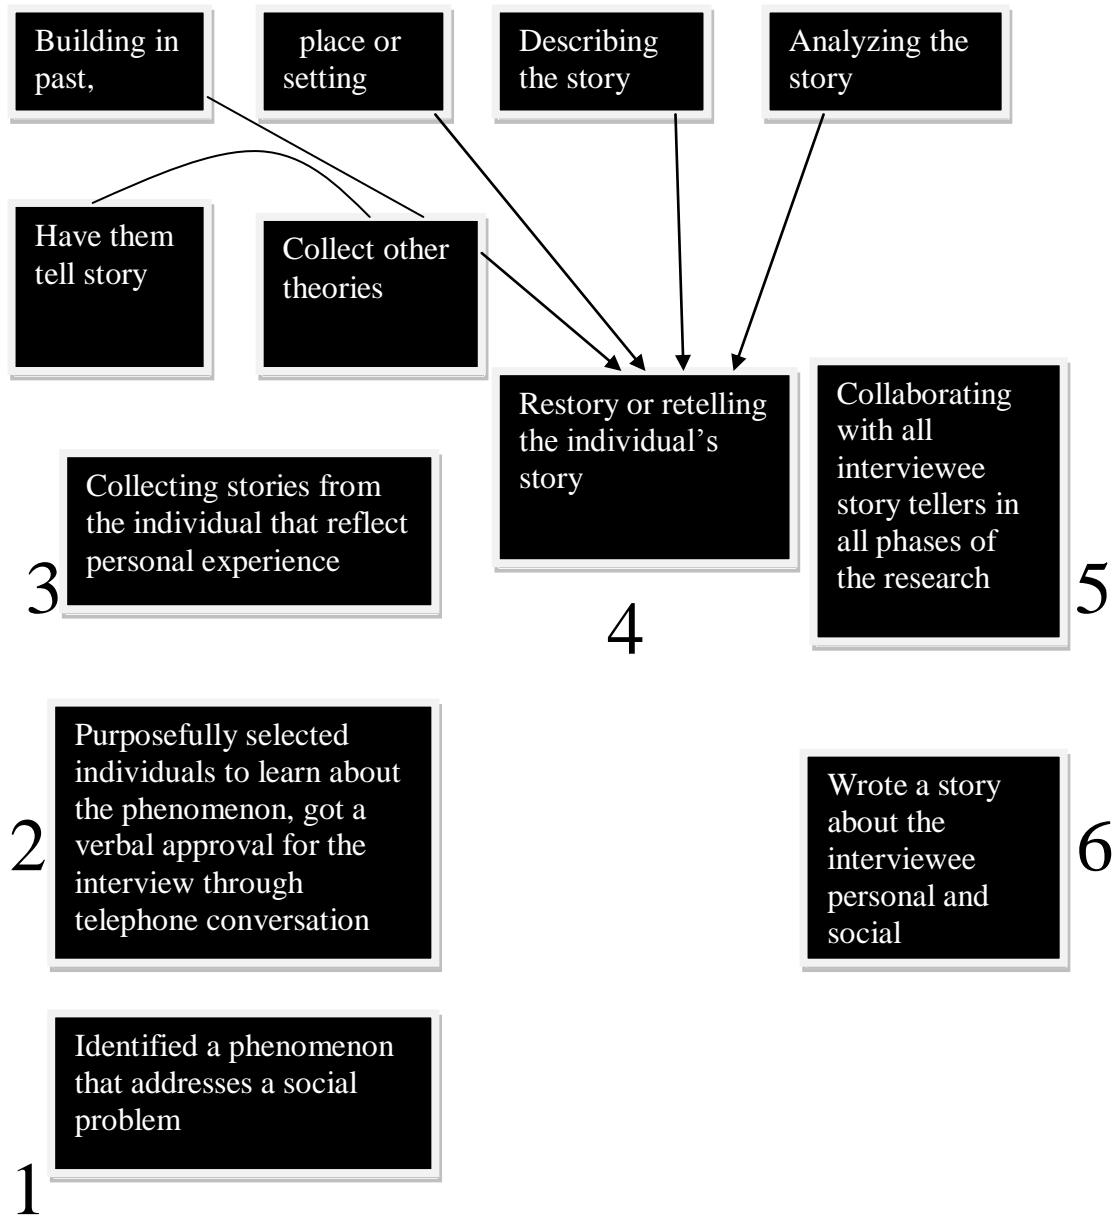 Building in
past,
place or
setting
Describing
the story
Analyzing the
story
Have them
tell story
Collect other
theories
Restory or retelling
the individual’s
story
Collaborating
with all
interviewee
story tellers in
all phases of
the research
Collecting stories from
the individual that reflect
personal experience
3
4
5
Purposefully selected
individuals to learn about
the phenomenon, got a
verbal approval for the
interview through
telephone conversation
2
Wrote a story
about the
interviewee
personal and
social
6
Identified a phenomenon
that addresses a social
problem
1